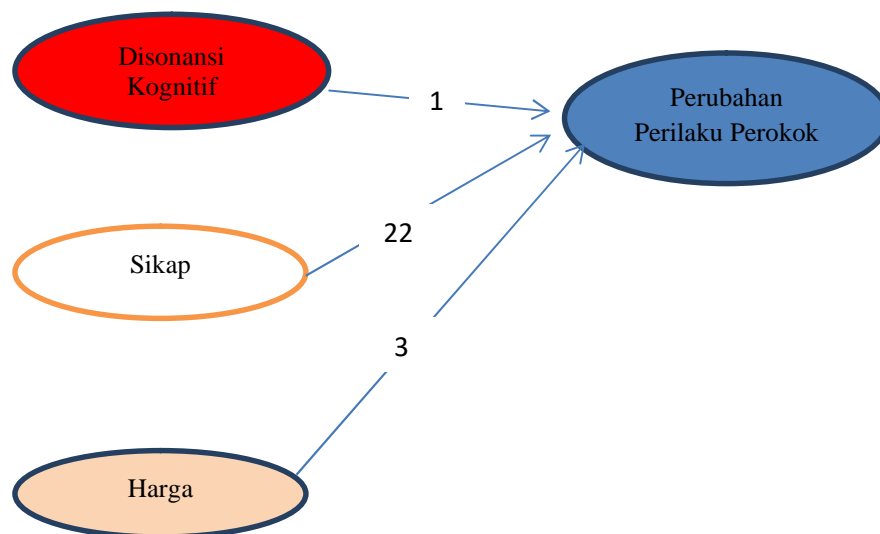 Disonansi
Kognitif
1
Perubahan
Perilaku Perokok
22
Sikap
3
Harga